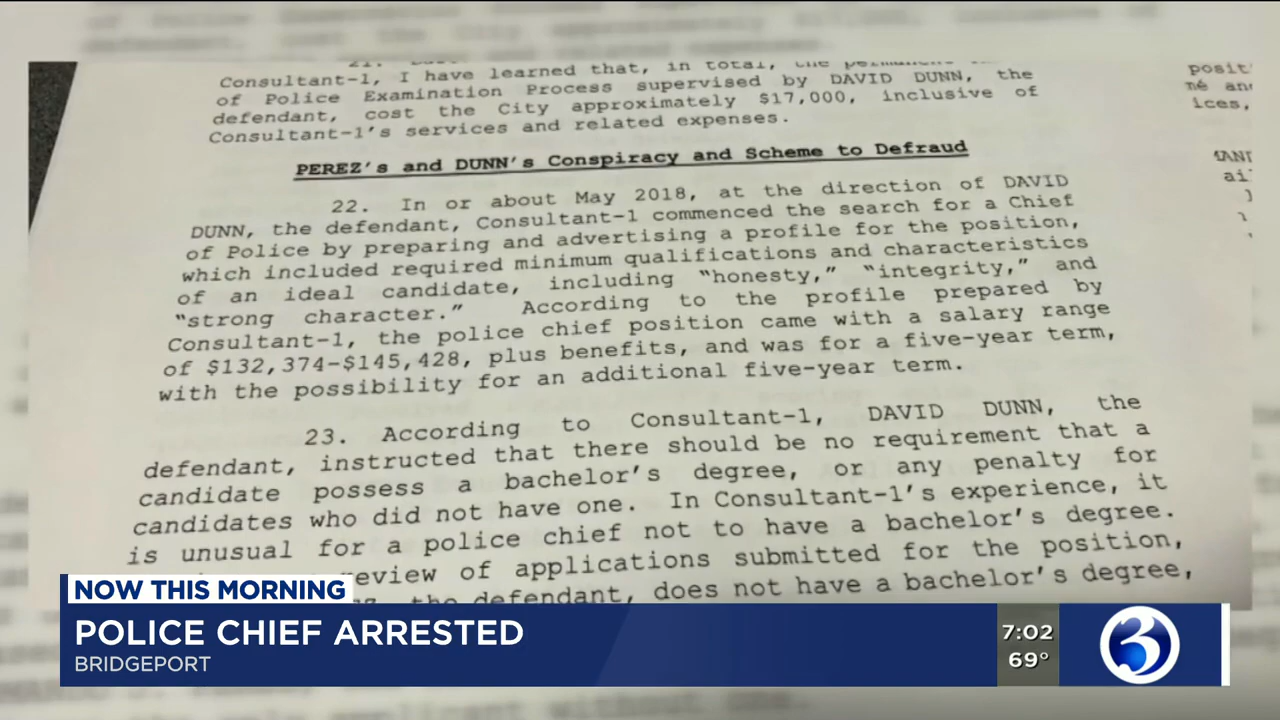 Consultant-1, I have learned that, in total, the
of Police Examination Process supervised by DAVID DUNN, the
defendant, cost the City approximately $17,000, inclusive of
Consultant-1's services and related expenses.
PEREZ's and DUNN's Conspiracy and Scheme to Defraud
22. In or about May 2018, at the direction of DAVID
DUNN, the defendant, Consultant-1 commenced the search for a Chief
of Police by preparing and advertising a profile for the position,
which included required minimum qualifications and characteristics
of an ideal candidate, including "honesty," "integrity," and
"strong character." According to the profile prepared by
Consultant-1, the police chief position came with a salary range
of $132,374-$145,428, plus benefits, and was for a five-year term,
with the possibility for an additional five-year term.
23. According to Consultant-1, DAVID DUNN, the
defendant, instructed that there should be no requirement that a
candidate possess a bachelor's degree, or any penalty for
candidates who did not have one. In Consultant-1's experience, it
is unusual for a police chief not to have a bachelor's degree.
review of applications submitted for the position,
the defendant, does not have a bachelor's degree,
NOW THIS MORNING
POLICE CHIEF ARRESTED
BRIDGEPORT
7:02
69°
3